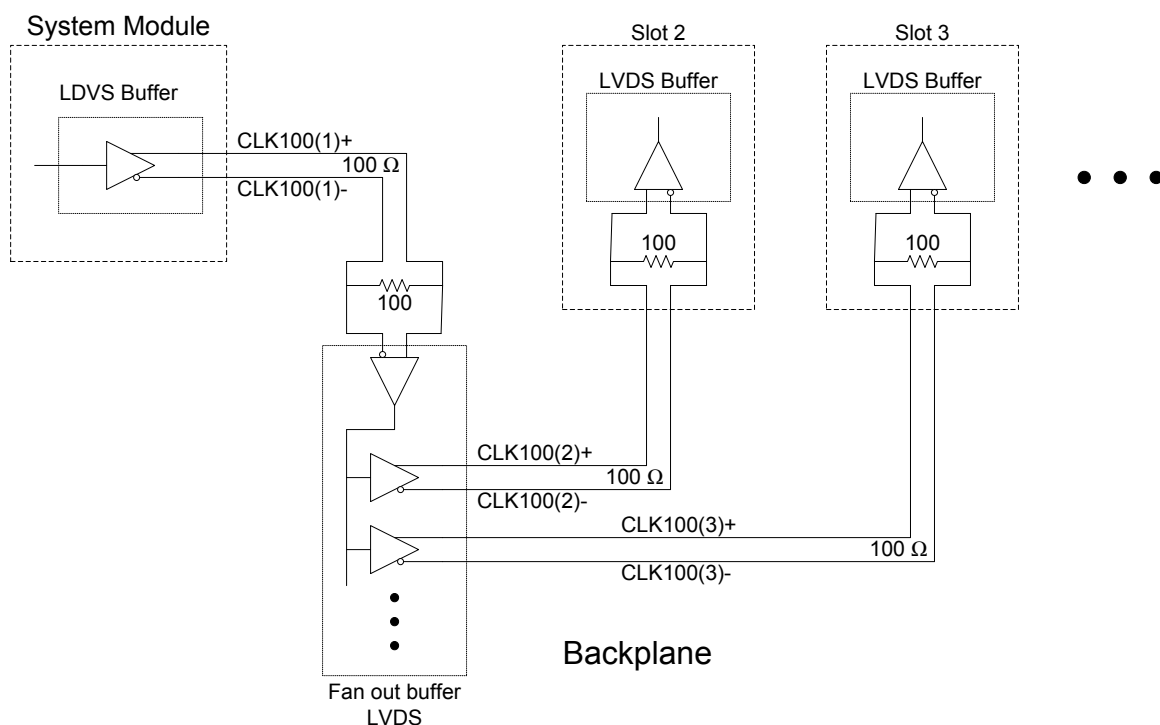 System Module
LDVS Buffer
CLK100(1)+
100 Ω
CLK100(1)-
100
Slot 2
LVDS Buffer
100
Slot 3
LVDS Buffer
100
CLK100(2)+
100 Ω
CLK100(2)-
CLK100(3)+
100 Ω
CLK100(3)-
Backplane
Fan out buffer
LVDS